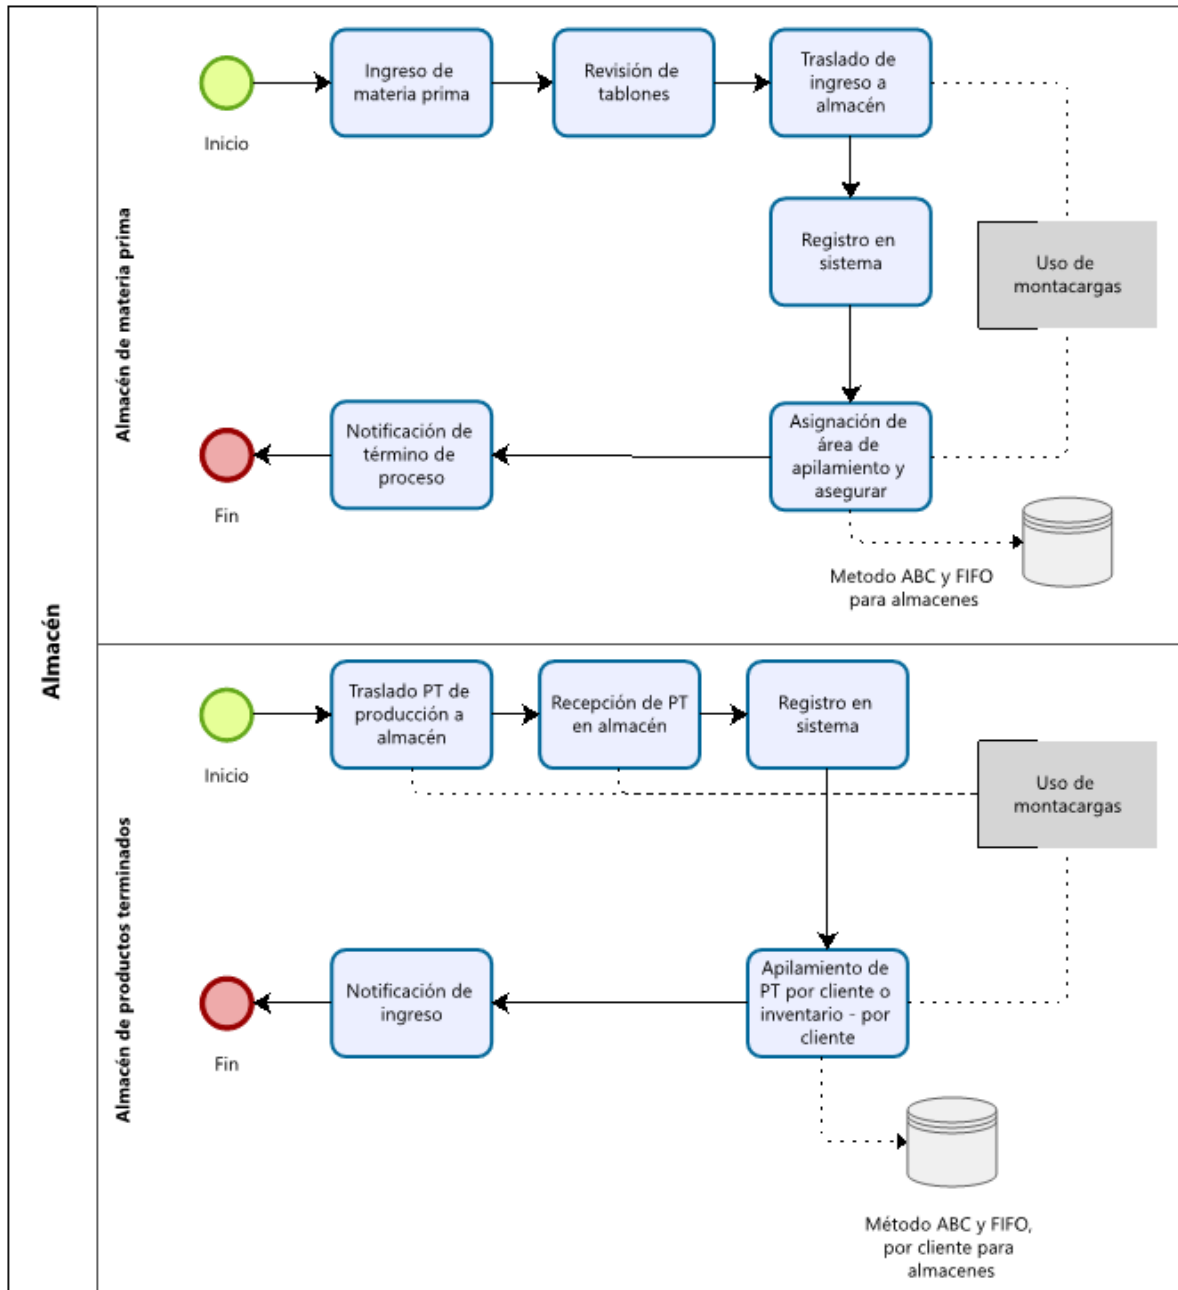 Almacén
Almacén de materia prima
Inicio
Ingreso de
materia prima
Revisión de
tablones
Traslado de
ingreso a
almacén
Registro en
sistema
Uso de
montacargas
Asignación de
área de
apilamiento y
asegurar
Notificación de
término de
proceso
Fin
Metodo ABC y FIFO
para almacenes
Almacén de productos terminados
Inicio
Traslado PT de
producción a
almacén
Recepción de PT
en almacén
Registro en
sistema
Uso de
montacargas
Apilamiento de
PT por cliente o
inventario - por
cliente
Notificación de
ingreso
Fin
Método ABC y FIFO,
por cliente para
almacenes